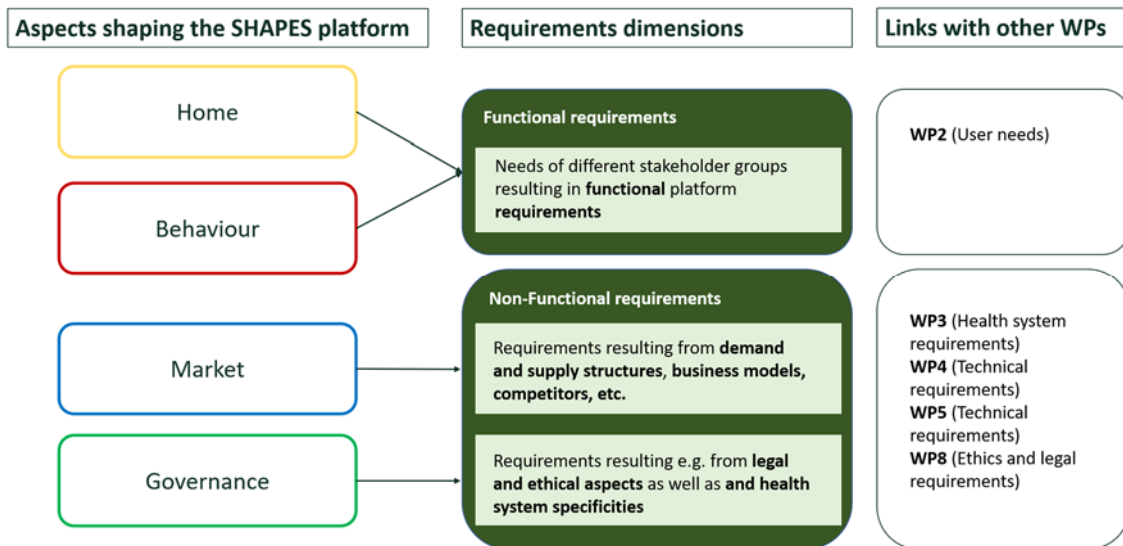 Aspects shaping the SHAPES platform
Requirements dimensions
Links with other WPs
Home
Behaviour
Functional requirements
Needs of different stakeholder groups
resulting in functional platform
requirements
WP2 (User needs)
Market
Governance
Non-Functional requirements
Requirements resulting from demand
and supply structures, business models,
competitors, etc.
Requirements resulting e.g. from legal
and ethical aspects as well as and health
system specificities
WP3 (Health system
requirements)
WP4 (Technical
requirements)
WP5 (Technical
requirements)
WP8 (Ethics and legal
requirements)